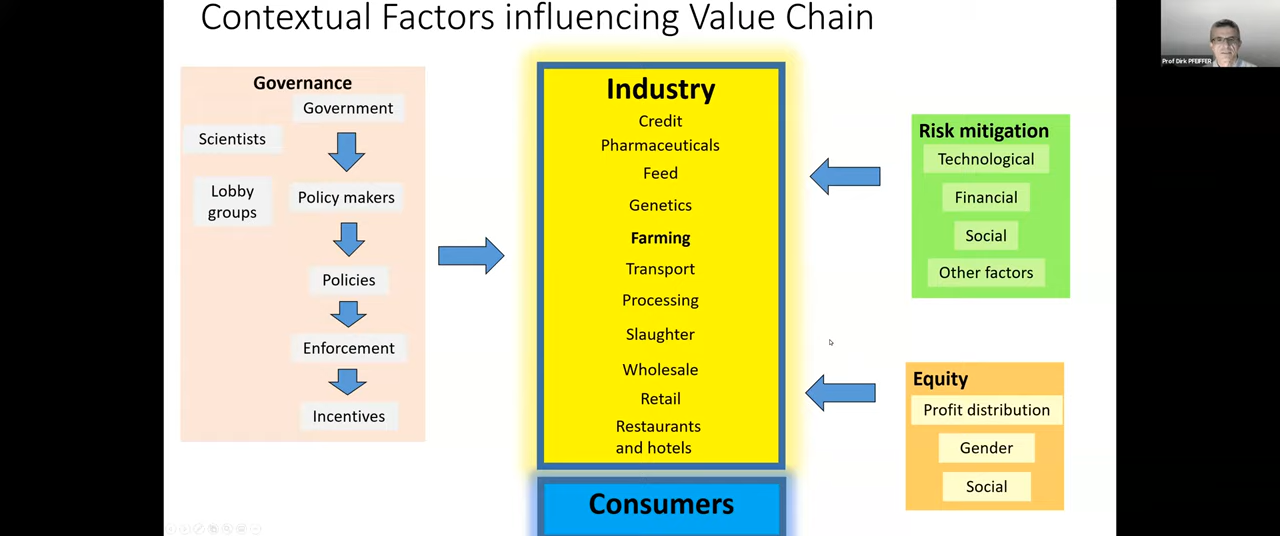 Contextual Factors influencing Value Chain
Prof Dirk PFEIFFER
Governance
Government
Scientists
Lobby
groups
Policy makers
Policies
Enforcement
Incentives
Industry
Credit
Pharmaceuticals
Feed
Genetics
Farming
Transport
Processing
Slaughter
Wholesale
Retail
Restaurants
and hotels
Consumers
Risk mitigation
Technological
Financial
Social
Other factors
Equity
Profit distribution
Gender
Social